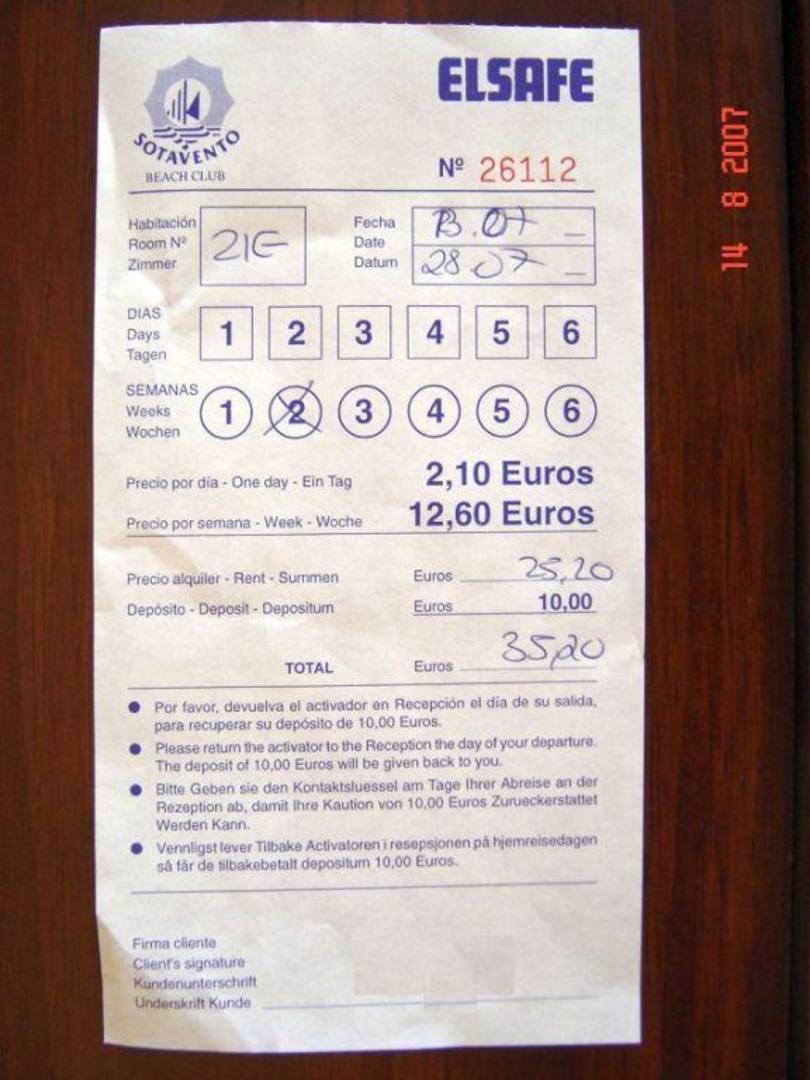 SOTAVENTO
BEACH CLUB
ELSAFE
Nº 26112
Habitación
Room Nº
Zimmer
Fecha
Date
Datum
28.07
DIAS
Days
Tagen
1 2 3 4 5 6
SEMANAS
Weeks
Wochen
1 2 3 4 5 6
Precio por día - One day - Ein Tag 2,10 Euros
Precio por semana - Week - Woche 12,60 Euros
Precio alquiler - Rent - Summen Euros 25,20
Depósito - Deposit - Depositum Euros 10,00
TOTAL Euros 35,20
Por favor, devuelva el activador en Recepción el día de su salida,
para recuperar su depósito de 10,00 Euros.
Please return the activator to the Reception the day of your departure.
The deposit of 10,00 Euros will be given back to you.
Bitte Geben sie den Kontaktsluessel am Tage Ihrer Abreise an der
Rezeption ab, damit Ihre Kaution von 10,00 Euros Zurueckerstattet
Werden Kann.
Vennligst lever Tilbake Activatoren i resepsjonen på hjemreisedagen
så får de tilbakebetalt depositum 10,00 Euros.
Firma cliente
Client's signature
Kundenunterschrift
Underskrift Kunde
14 8 2007